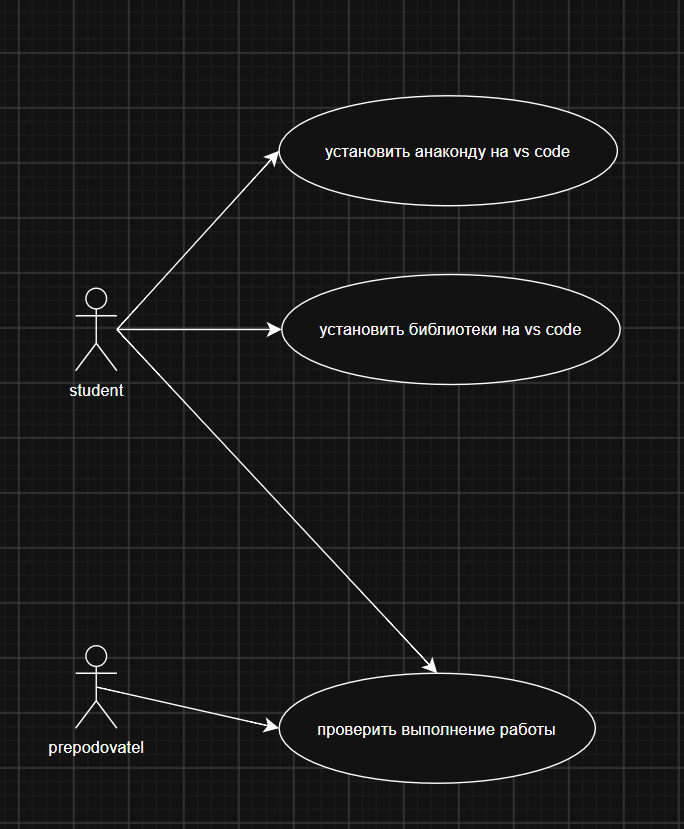 установить анаконду на vs code
установить библиотеки на vs code
student
prepodovatel
проверить выполнение работы